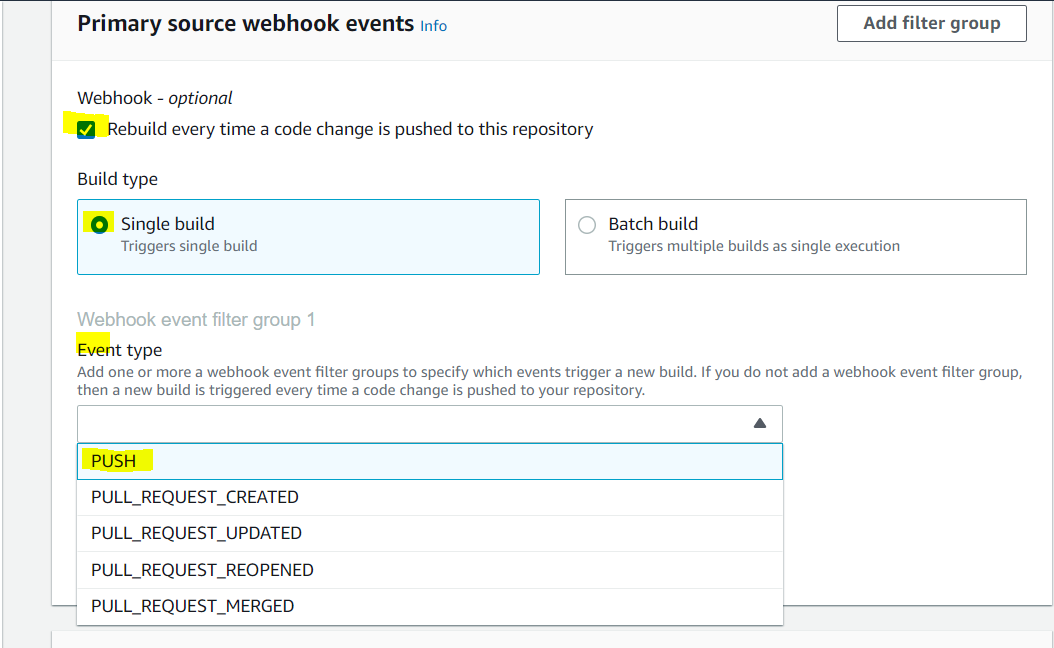 Primary source webhook events Info
Add filter group
Webhook - optional
Rebuild every time a code change is pushed to this repository
Build type
Single build
Triggers single build
Batch build
Triggers multiple builds as single execution
Webhook event filter group 1
Event type
Add one or more a webhook event filter groups to specify which events trigger a new build. If you do not add a webhook event filter group,
then a new build is triggered every time a code change is pushed to your repository.
PUSH
PULL_REQUEST_CREATED
PULL_REQUEST_UPDATED
PULL_REQUEST_REOPENED
PULL_REQUEST_MERGED